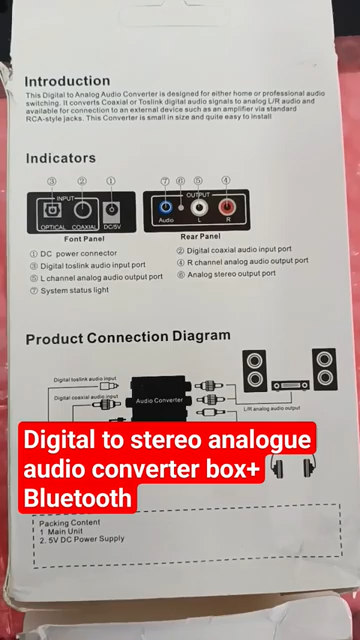 Introduction
This Digital to Analog Audio Converter is designed for either home or professional audio
switching. It converts Coaxial or Toslink digital audio signals to analog L/R audio and
available for connection to an external device such as an amplifier via standard
RCA-style jacks. This Converter is small in size and quite easy to install
Indicators
③ ② ① ⑦ ⑥ ⑤ ④
INPUT
OPTICAL COAXIAL DC/5V
OUTPUT
Audio L R
Font Panel
Rear Panel
① DC power connector
② Digital coaxial audio input port
③ Digital toslink audio input port
④ R channel analog audio output port
⑤ L channel analog audio output port
⑥ Analog stereo output port
⑦ System status light
Product Connection Diagram
Digital toslink audio input
Digital coaxial audio input
Audio Converter
L/R analog audio output
Digital to stereo analogue
audio converter box+
Bluetooth
Packing Content
1 Main Unit
2. 5V DC Power Supply